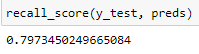 recall_score(y_test, preds)
0.7973450249665084